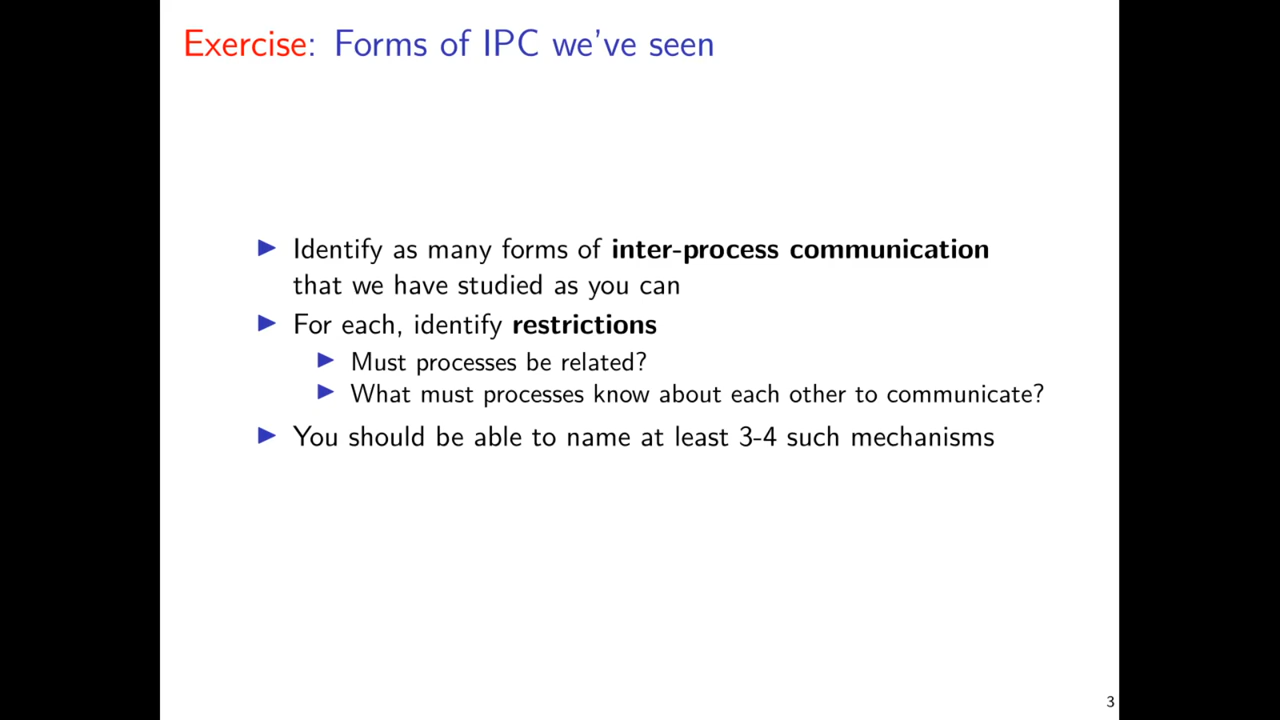 Exercise: Forms of IPC we've seen
▶ Identify as many forms of inter-process communication
that we have studied as you can
▶ For each, identify restrictions
▶ Must processes be related?
▶ What must processes know about each other to communicate?
▶ You should be able to name at least 3-4 such mechanisms
3